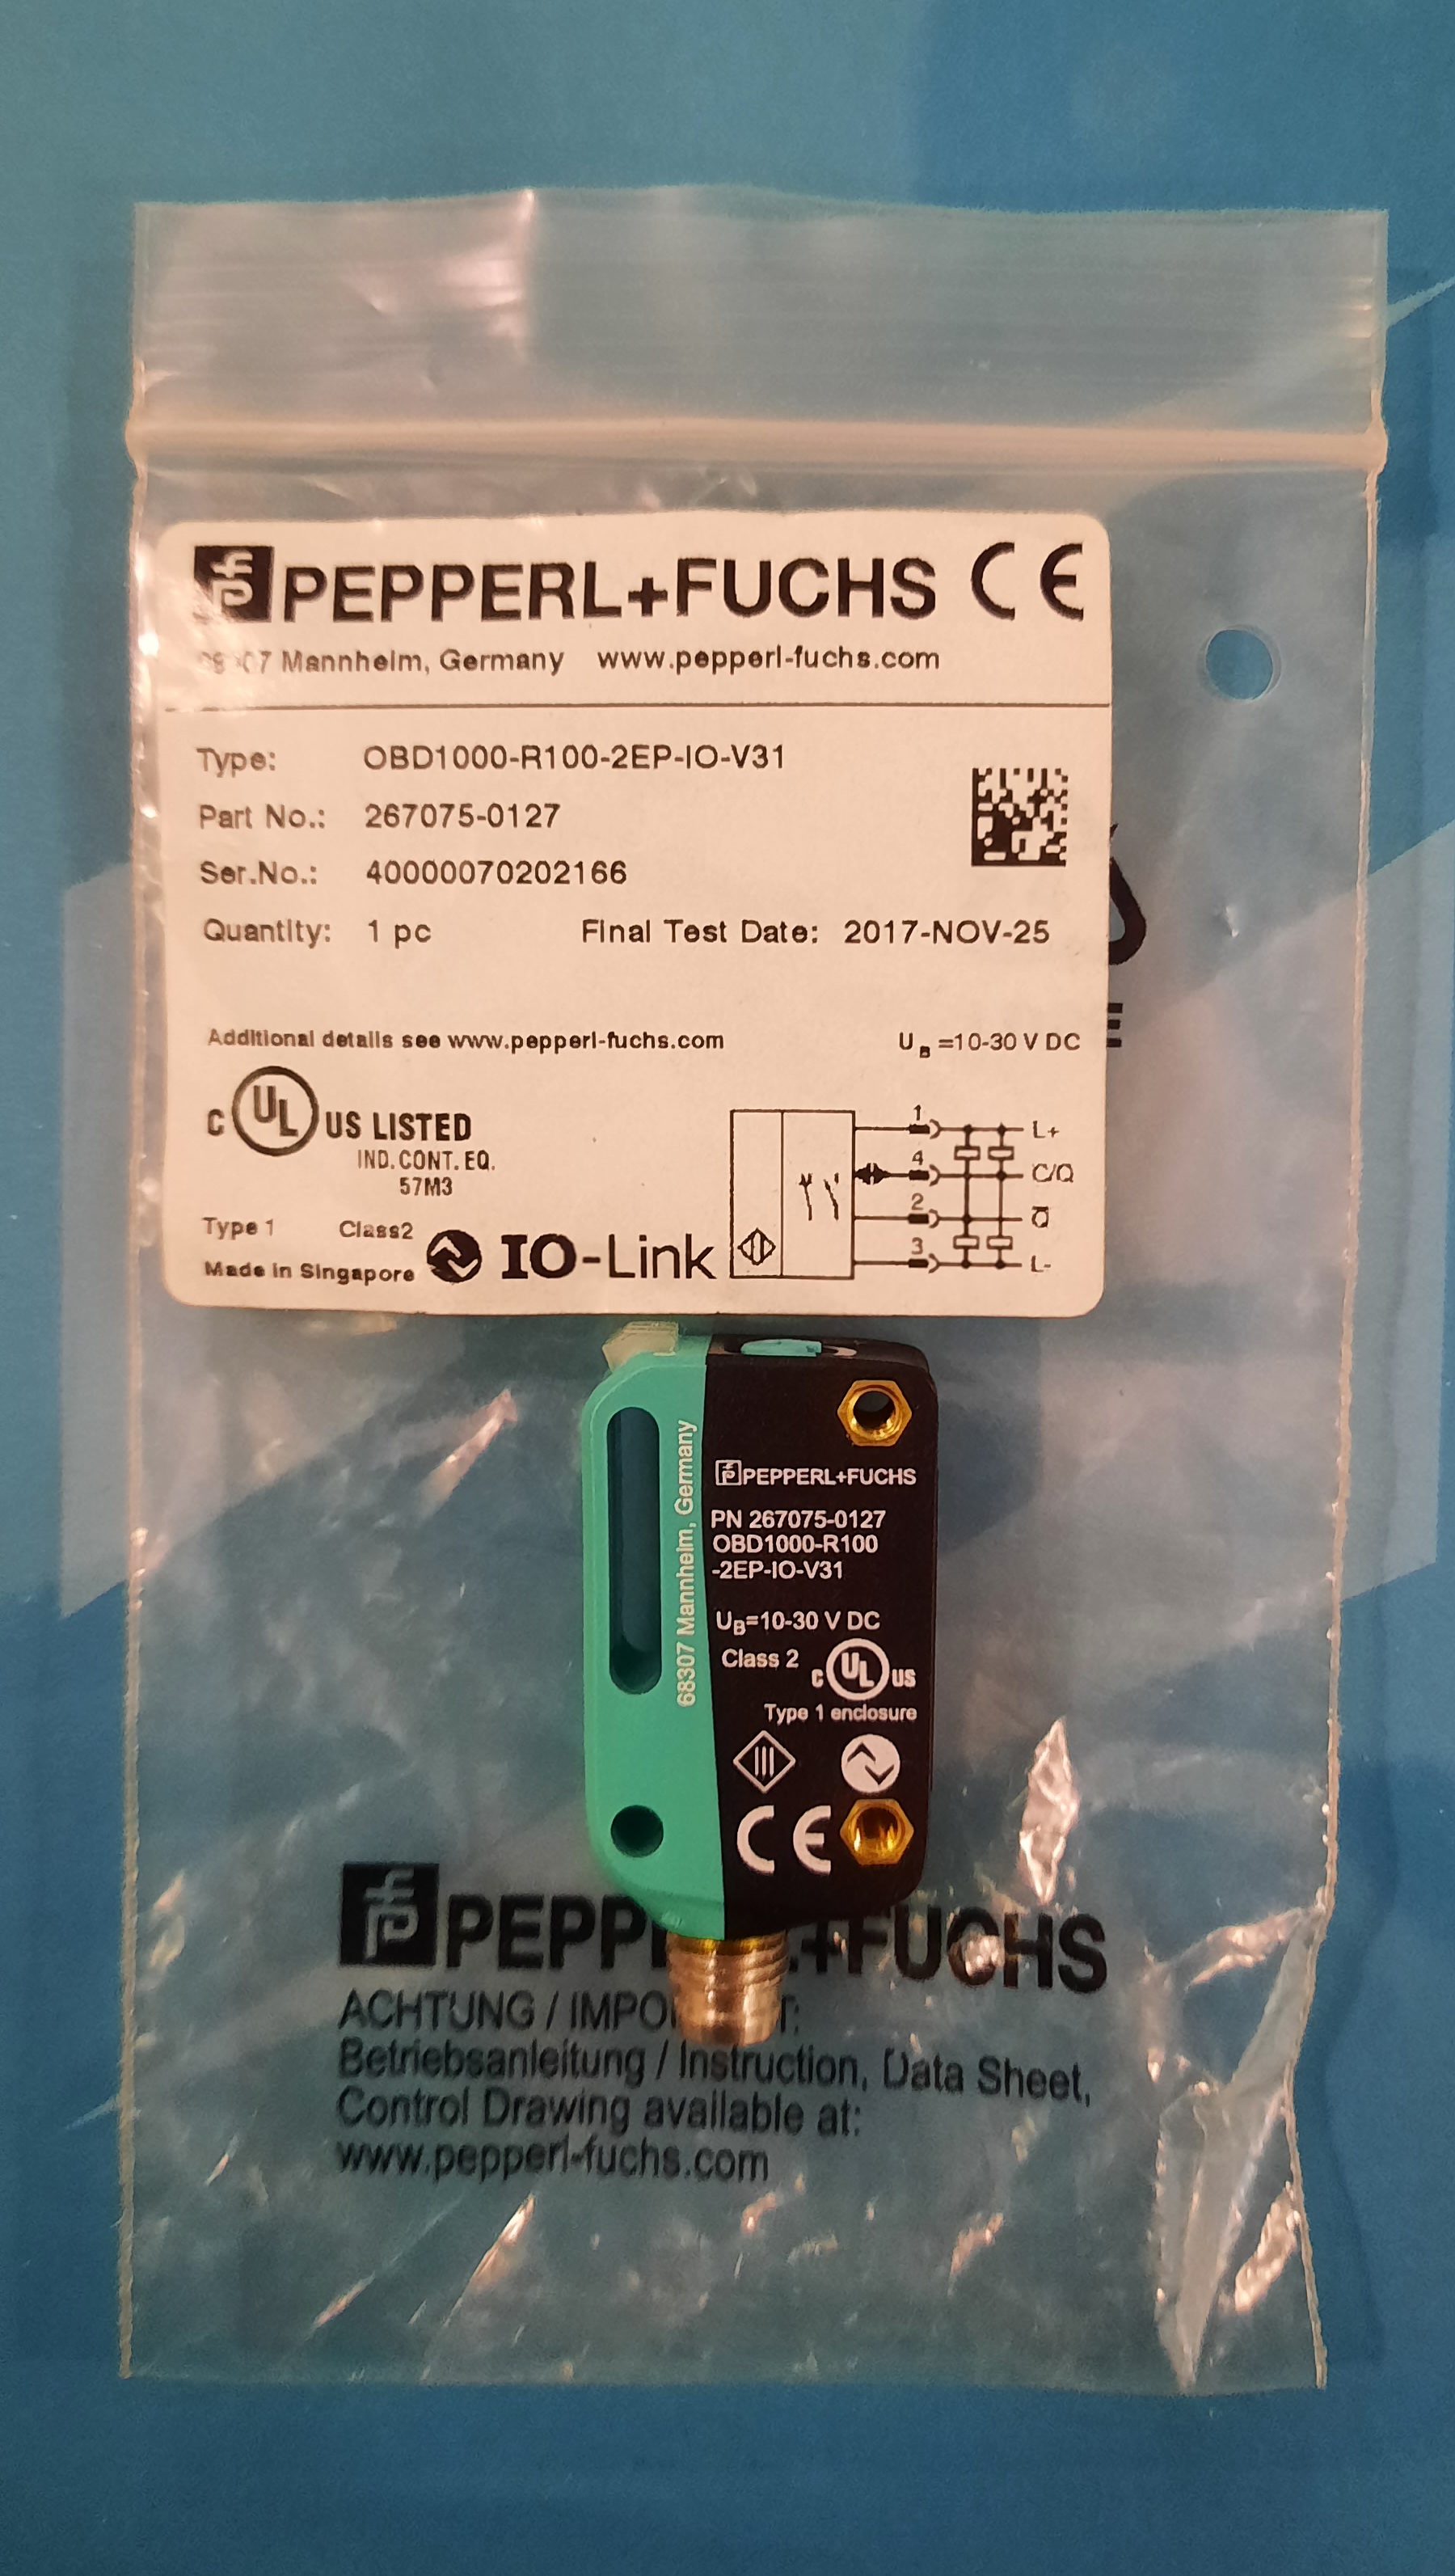 PEPPERL+FUCHS CE
Mannheim, Germany www.pepperl-fuchs.com
Type: OBD1000-R100-2EP-IO-V31
Part No.: 267075-0127
Ser.No.: 40000070202166
Quantity: 1 pc Final Test Date: 2017-NOV-25
Additional details see www.pepperl-fuchs.com UB =10-30 V DC
C UL US LISTED
IND. CONT. EQ.
57M3
Type 1 Class2
Made in Singapore
IO-Link
1 L+
4 C/Q
2 Q̅
3 L-
68307 Mannheim, Germany
PEPPERL+FUCHS
PN 267075-0127
OBD1000-R100
-2EP-IO-V31
UB=10-30 V DC
Class 2 C UL US
Type 1 enclosure
CE
+FUCHS
ACHTUNG /
Betriebsanleitung / Instruction, Data Sheet,
Control Drawing available at:
www.pepperl-fuchs.com